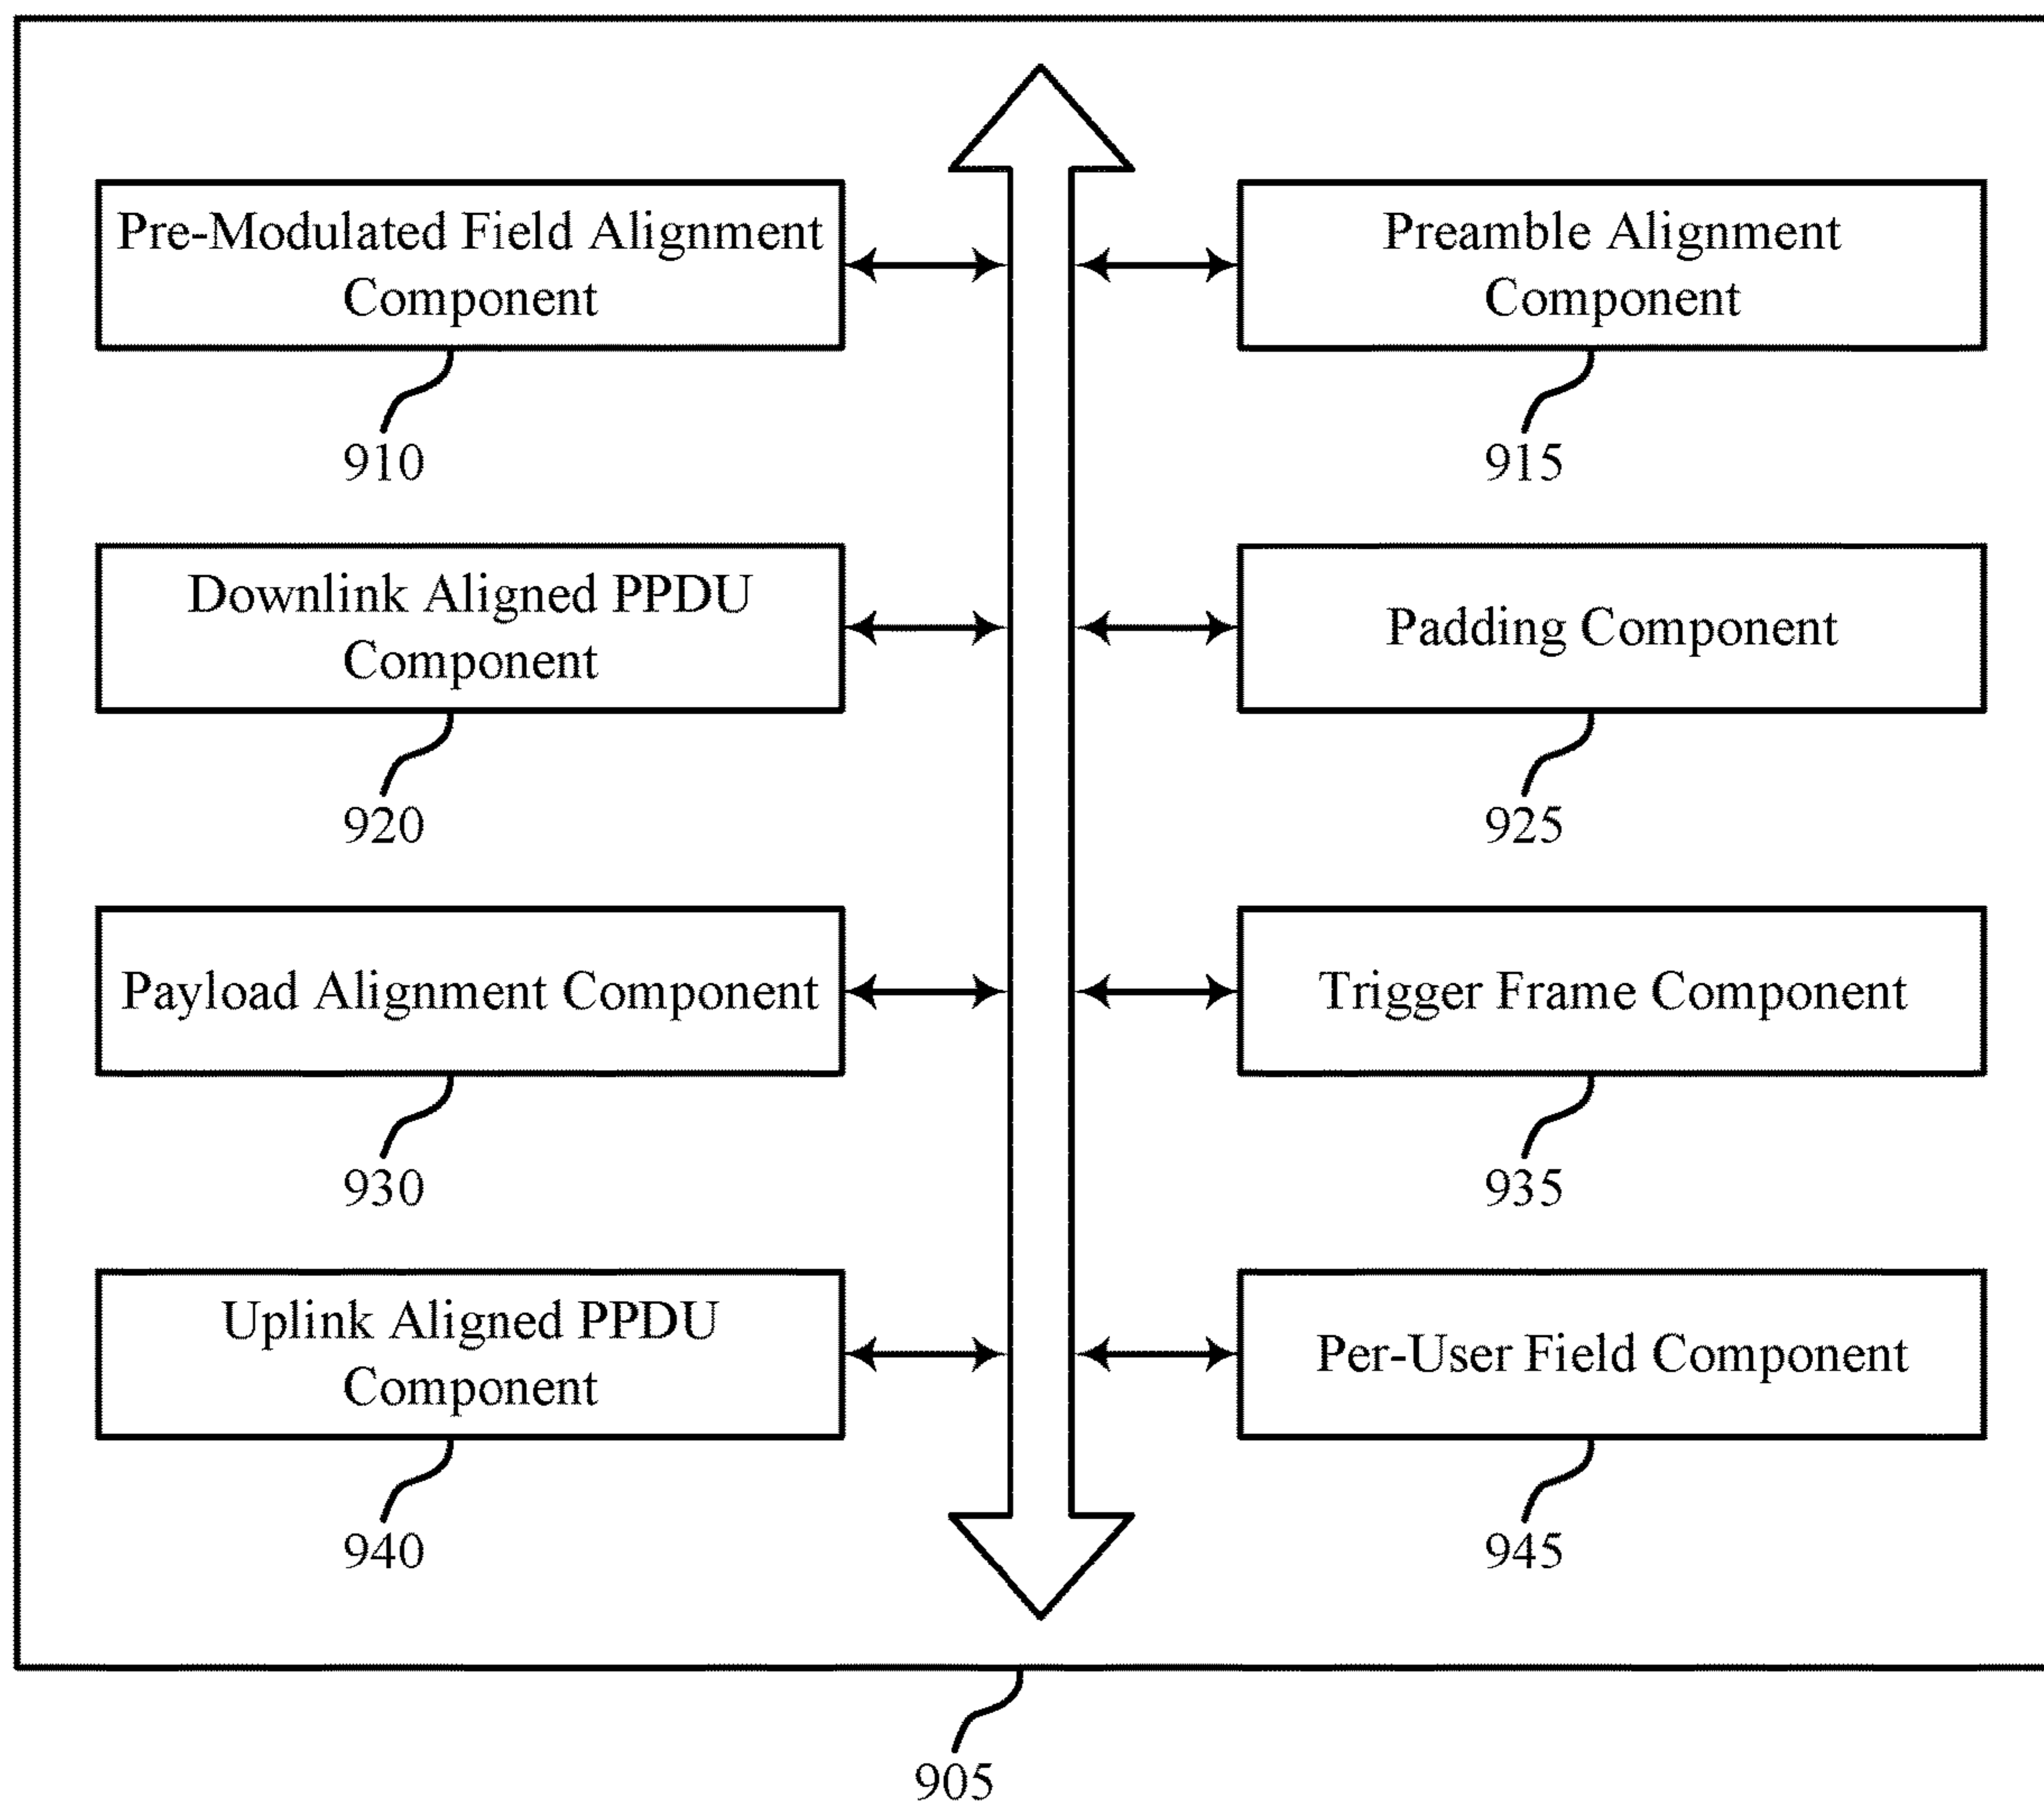 Pre-Modulated Field Alignment
Component
910
Preamble Alignment
Component
915
Downlink Aligned PPDU
Component
920
Padding Component
925
Payload Alignment Component
930
Trigger Frame Component
935
Uplink Aligned PPDU
Component
940
Per-User Field Component
945
905